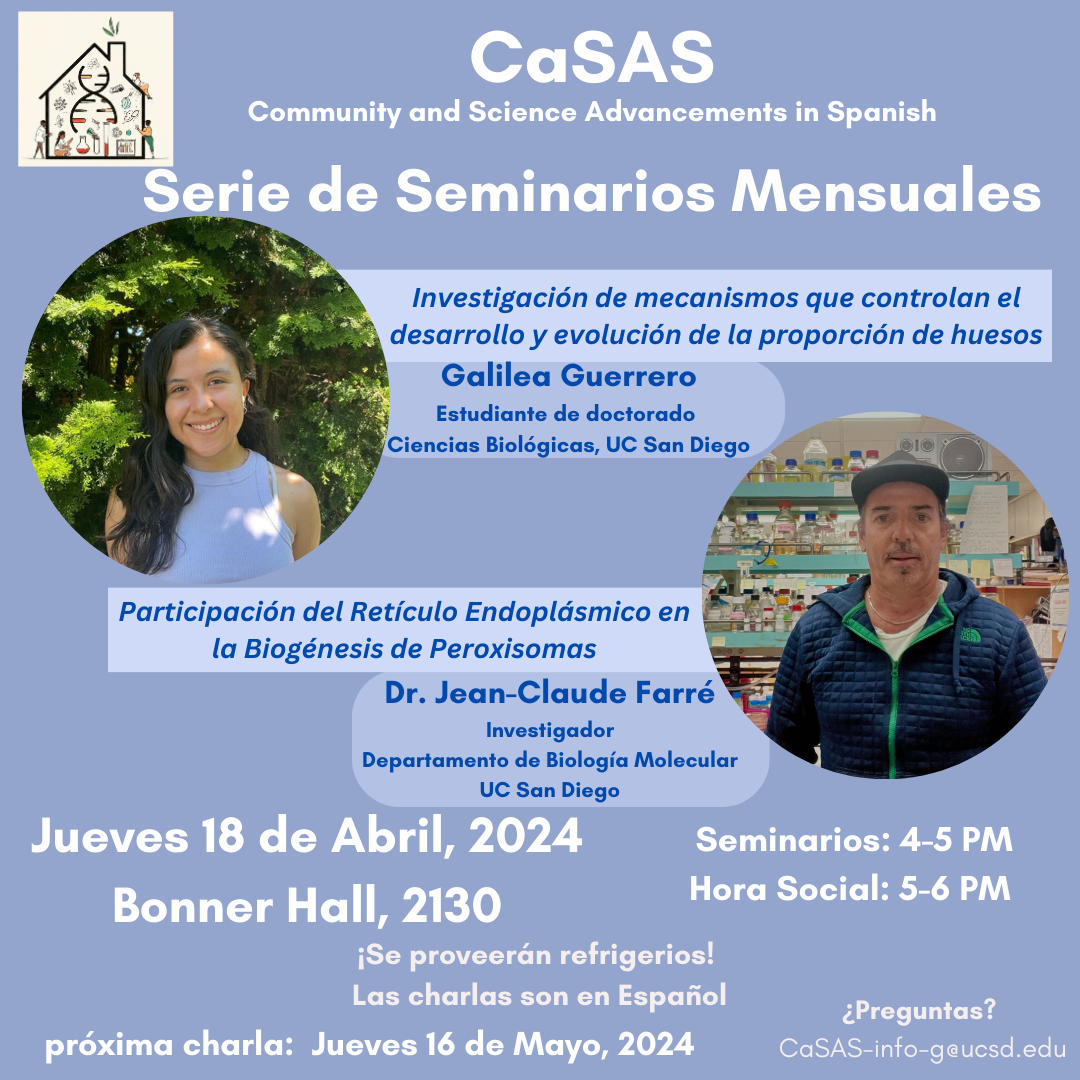 CaSAS
Community and Science Advancements in Spanish
Serie de Seminarios Mensuales
Investigación de mecanismos que controlan el
desarrollo y evolución de la proporción de huesos
Galilea Guerrero
Estudiante de doctorado
Ciencias Biológicas, UC San Diego
Participación del Retículo Endoplásmico en
la Biogénesis de Peroxisomas
Dr. Jean-Claude Farré
Investigador
Departamento de Biología Molecular
UC San Diego
Jueves 18 de Abril, 2024
Bonner Hall, 2130
Seminarios: 4-5 PM
Hora Social: 5-6 PM
¡Se proveerán refrigerios!
Las charlas son en Español
próxima charla: Jueves 16 de Mayo, 2024
¿Preguntas?
CaSAS-info-g@ucsd.edu